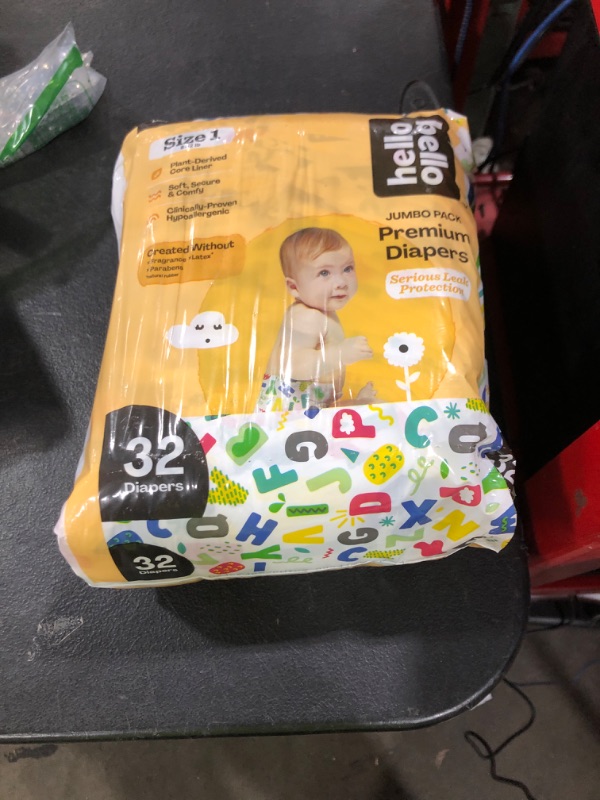 Size 1
Plant-Derived
Core Liner
Soft, Secure
& Comfy
Clinically-Proven
Hypoallergenic
Created Without
• Fragrance • Latex*
• Parabens
hello
bello
JUMBO PACK
Premium
Diapers
Serious Leak
Protection
32
Diapers
32
Diapers